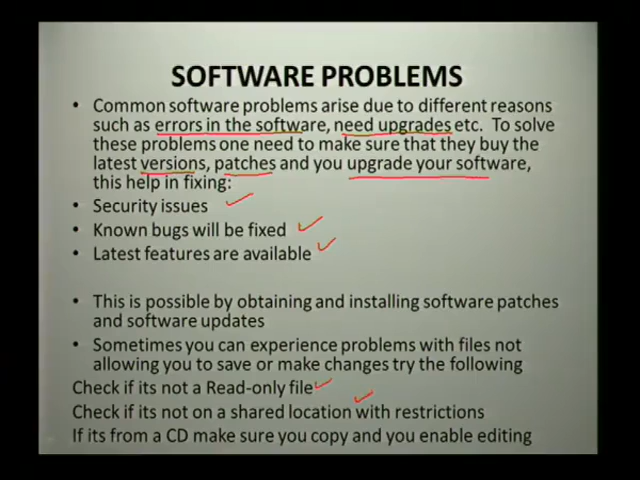 SOFTWARE PROBLEMS
• Common software problems arise due to different reasons
such as errors in the software, need upgrades etc. To solve
these problems one need to make sure that they buy the
latest versions, patches and you upgrade your software,
this help in fixing:
• Security issues
• Known bugs will be fixed
• Latest features are available
• This is possible by obtaining and installing software patches
and software updates
• Sometimes you can experience problems with files not
allowing you to save or make changes try the following
Check if its not a Read-only file
Check if its not on a shared location with restrictions
If its from a CD make sure you copy and you enable editing